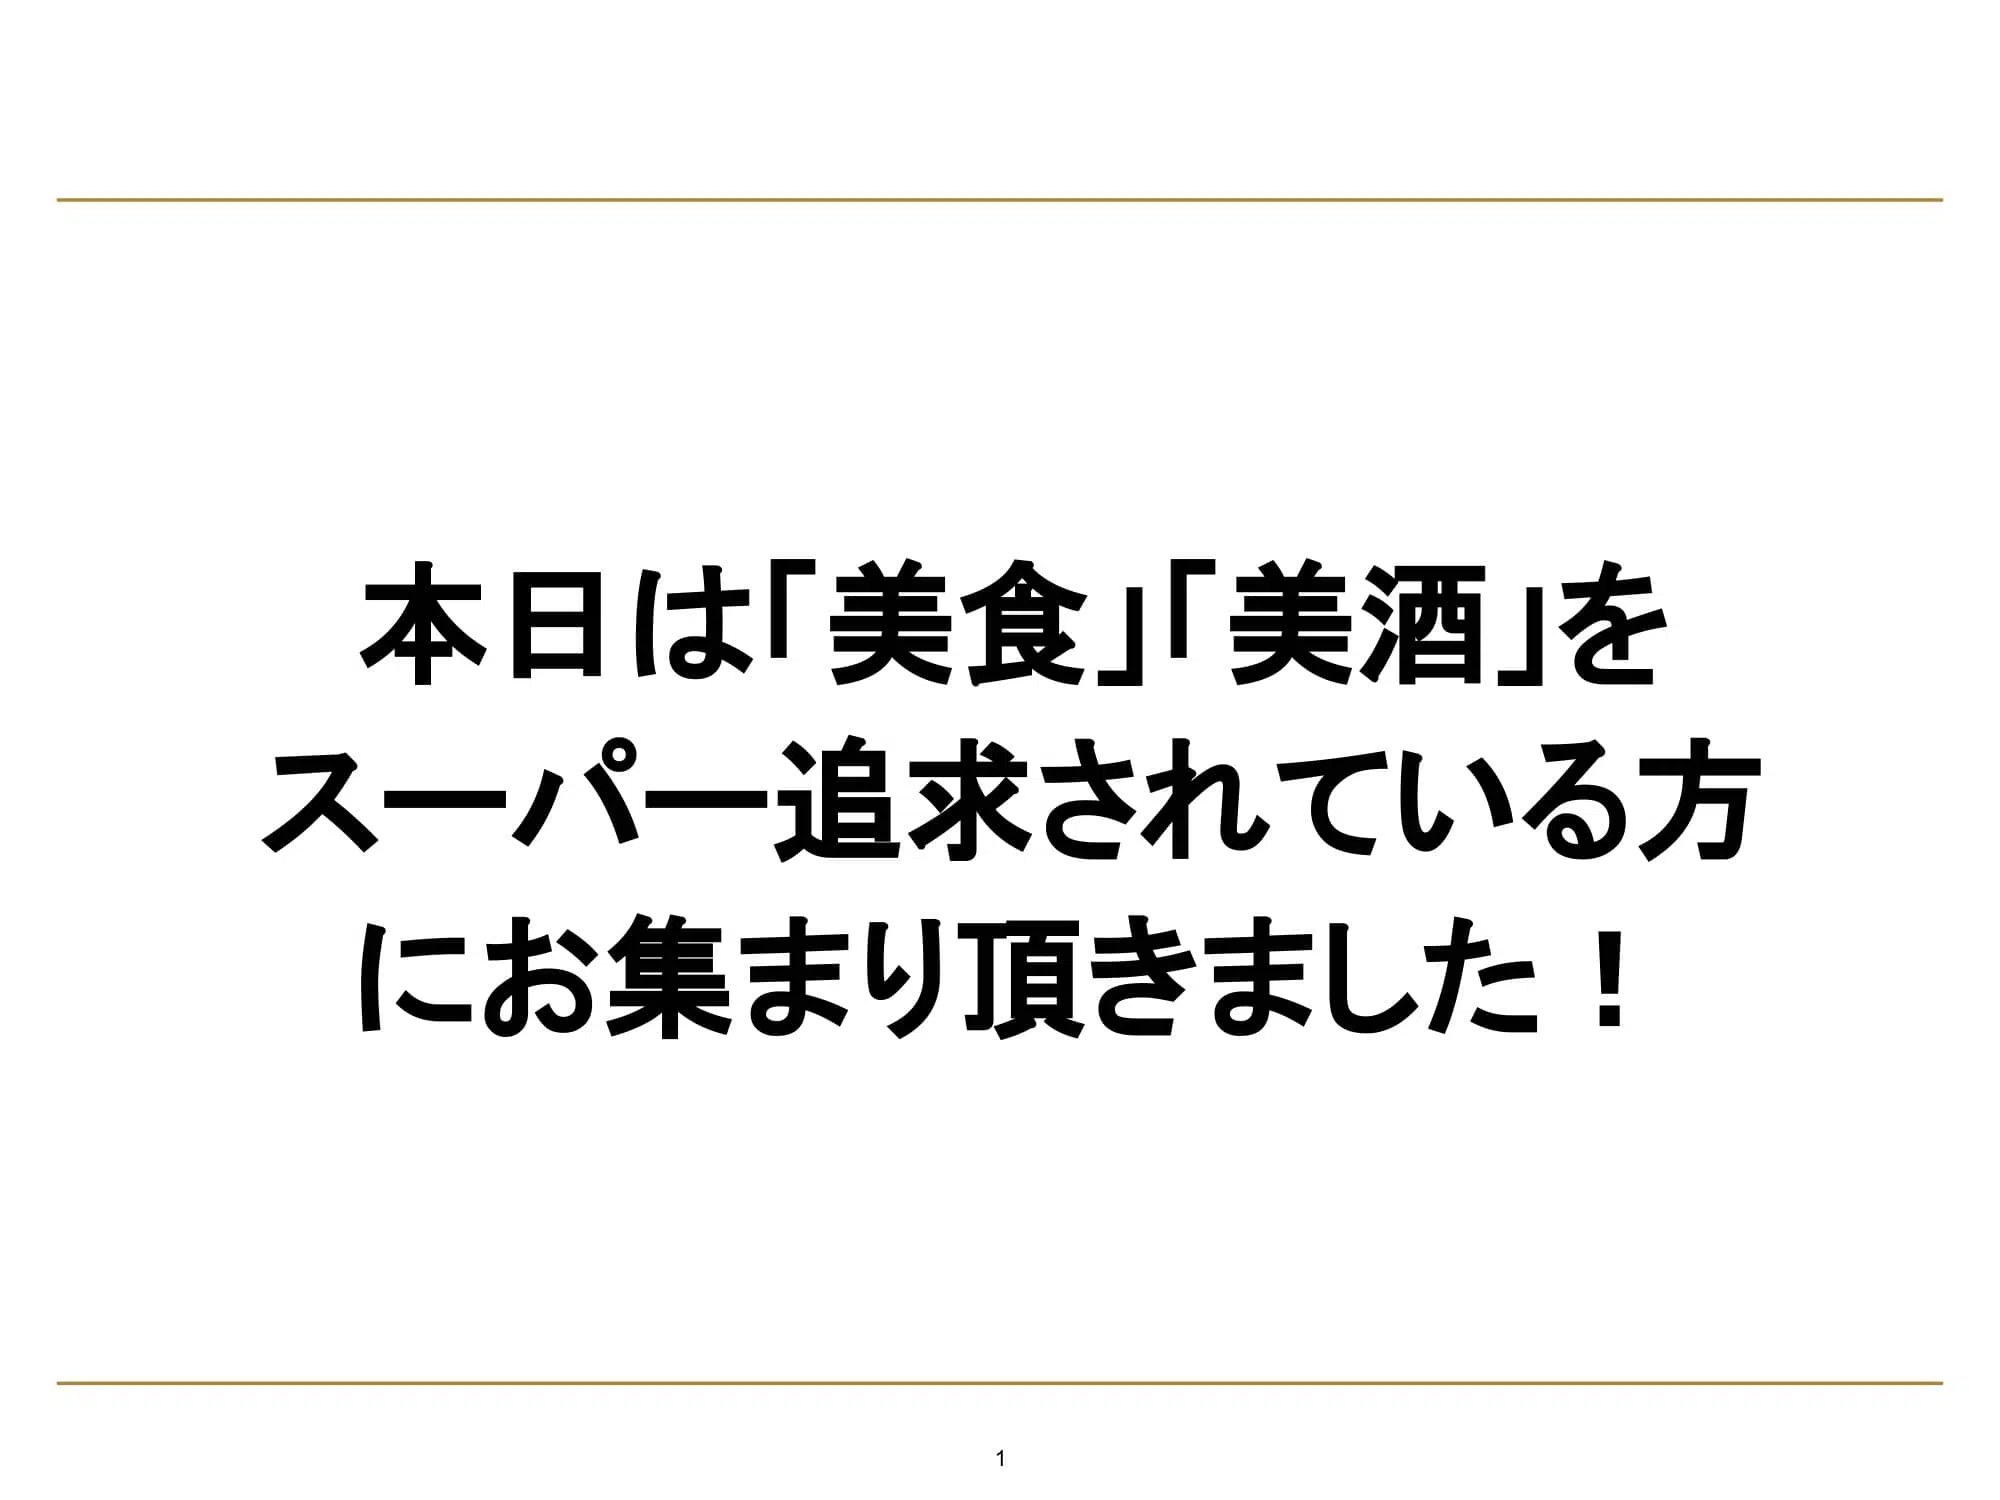 本日は「美食」「美酒」を
スーパー追求されている方
にお集まり頂きました！
1